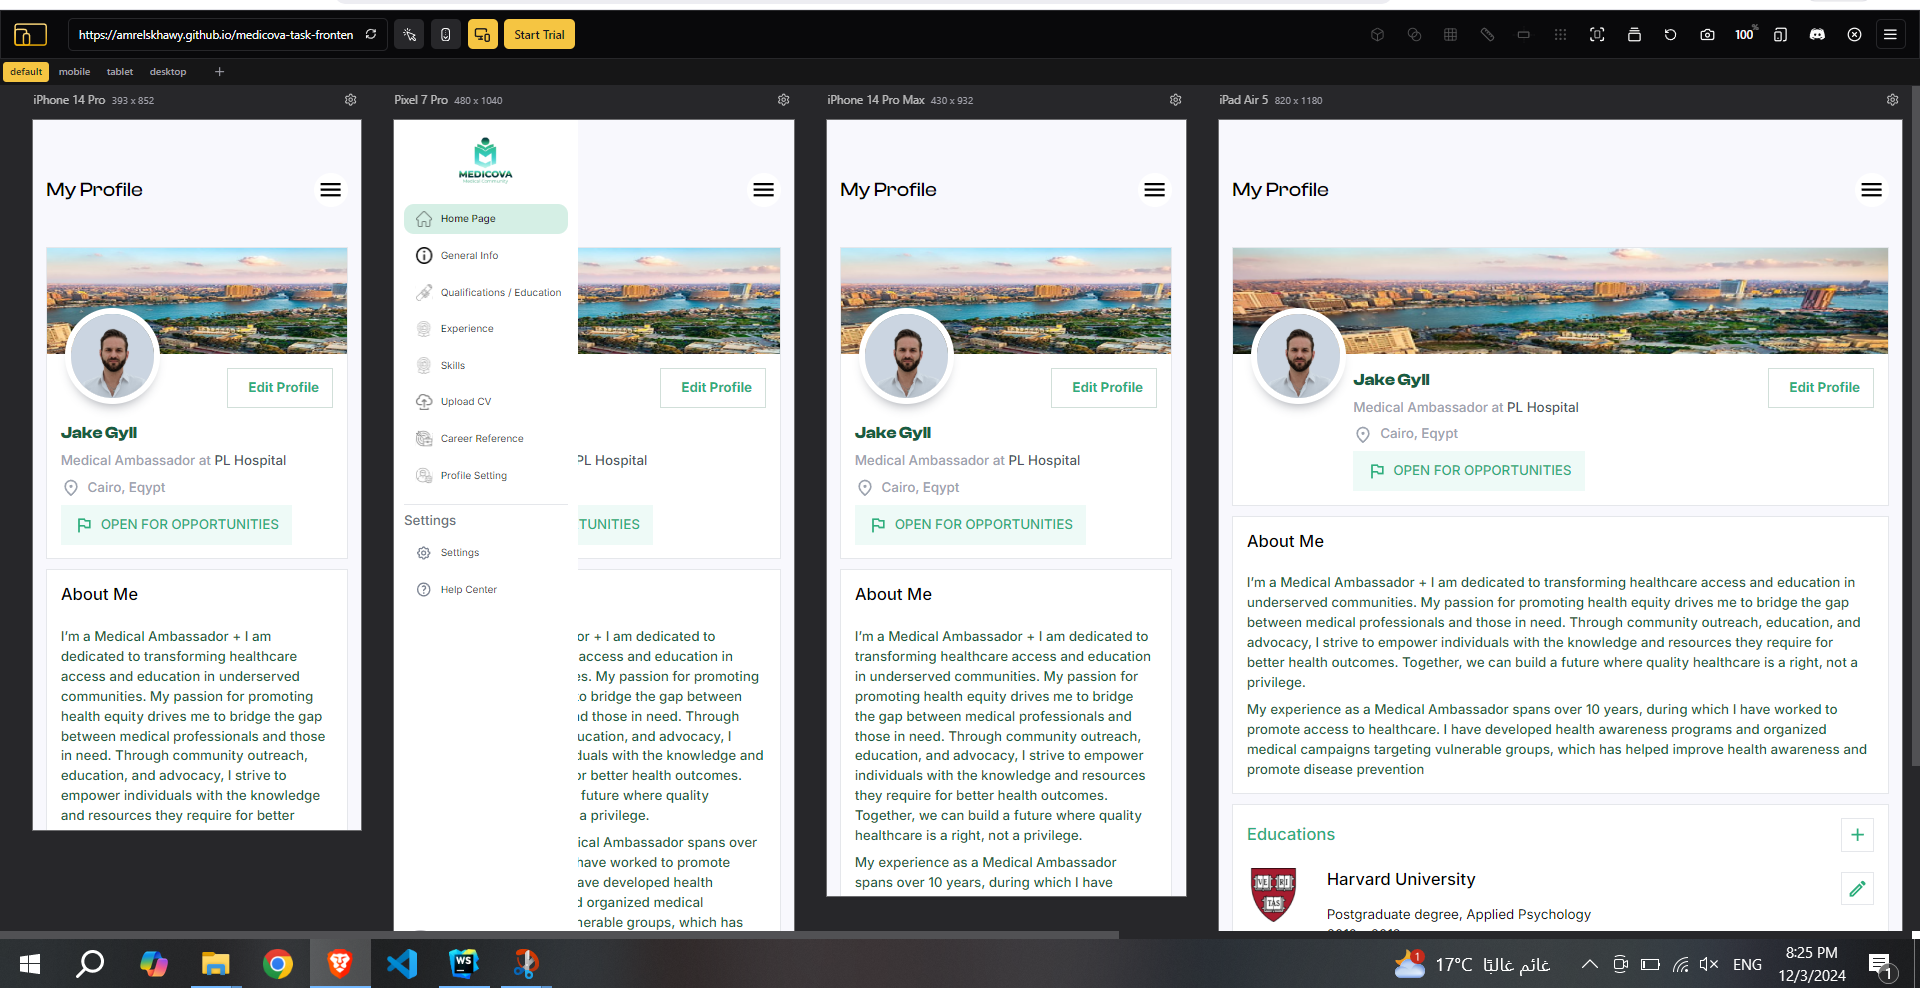 https://amrelskhawy.github.io/medicova-task-fronten
Start Trial
100%
default
mobile
tablet
desktop
iPhone 14 Pro 393 x 852
My Profile
Edit Profile
Jake Gyll
Medical Ambassador at PL Hospital
Cairo, Eqypt
OPEN FOR OPPORTUNITIES
About Me
I'm a Medical Ambassador + I am
dedicated to transforming healthcare
access and education in underserved
communities. My passion for promoting
health equity drives me to bridge the gap
between medical professionals and those
in need. Through community outreach,
education, and advocacy, I strive to
empower individuals with the knowledge
and resources they require for better
Pixel 7 Pro 480 x 1040
MEDICOVA
Medical Community
Home Page
General Info
Qualifications / Education
Experience
Skills
Upload CV
Career Reference
Profile Setting
Settings
Settings
Help Center
Edit Profile
PL Hospital
TUNITIES
or + I am dedicated to
access and education in
es. My passion for promoting
to bridge the gap between
nd those in need. Through
ucation, and advocacy, I
duals with the knowledge and
or better health outcomes.
future where quality
a privilege.
ical Ambassador spans over
have worked to promote
ave developed health
d organized medical
nerable groups, which has
iPhone 14 Pro Max 430 x 932
My Profile
Edit Profile
Jake Gyll
Medical Ambassador at PL Hospital
Cairo, Eqypt
OPEN FOR OPPORTUNITIES
About Me
I'm a Medical Ambassador + I am dedicated to
transforming healthcare access and education
in underserved communities. My passion for
promoting health equity drives me to bridge
the gap between medical professionals and
those in need. Through community outreach,
education, and advocacy, I strive to empower
individuals with the knowledge and resources
they require for better health outcomes.
Together, we can build a future where quality
healthcare is a right, not a privilege.
My experience as a Medical Ambassador
spans over 10 years, during which I have
iPad Air 5 820 x 1180
My Profile
Jake Gyll
Edit Profile
Medical Ambassador at PL Hospital
Cairo, Eqypt
OPEN FOR OPPORTUNITIES
About Me
I'm a Medical Ambassador + I am dedicated to transforming healthcare access and education in
underserved communities. My passion for promoting health equity drives me to bridge the gap
between medical professionals and those in need. Through community outreach, education, and
advocacy, I strive to empower individuals with the knowledge and resources they require for
better health outcomes. Together, we can build a future where quality healthcare is a right, not a
privilege.
My experience as a Medical Ambassador spans over 10 years, during which I have worked to
promote access to healthcare. I have developed health awareness programs and organized
medical campaigns targeting vulnerable groups, which has helped improve health awareness and
promote disease prevention
Educations
VE RI TAS
Harvard University
Postgraduate degree, Applied Psychology
WS
1
17°C غائم غالبًا
ENG
8:25 PM
12/3/2024
1